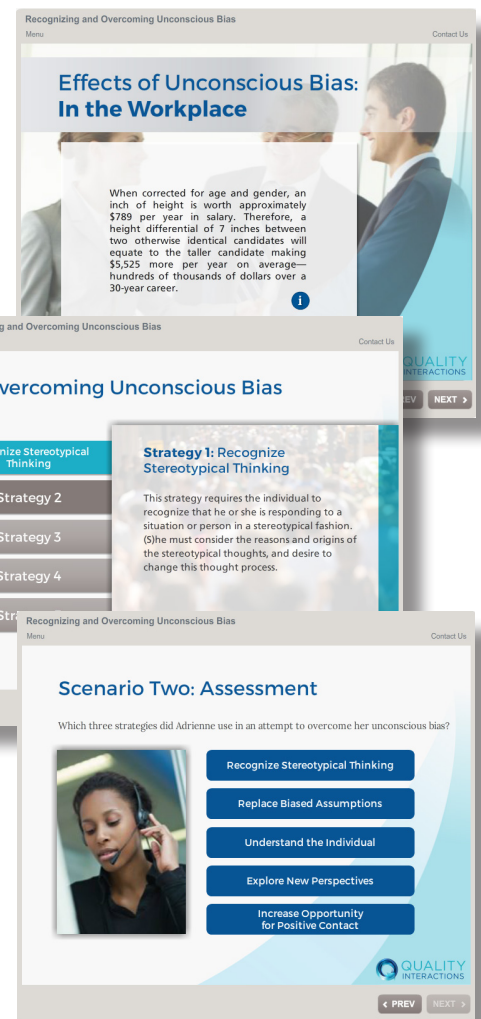 Recognizing and Overcoming Unconscious Bias
Menu
Contact Us
Effects of Unconscious Bias:
In the Workplace
When corrected for age and gender, an
inch of height is worth approximately
$789 per year in salary. Therefore, a
height differential of 7 inches between
two otherwise identical candidates will
equate to the taller candidate making
$5,525 more per year on average—
hundreds of thousands of dollars over a
30-year career.
i
QUALITY
INTERACTIONS
EV
NEXT >
g and Overcoming Unconscious Bias
Contact Us
vercoming Unconscious Bias
nize Stereotypical
Thinking
Strategy 2
Strategy 3
Strategy 4
Stra
Strategy 1: Recognize
Stereotypical Thinking
This strategy requires the individual to
recognize that he or she is responding to a
situation or person in a stereotypical fashion.
(S)he must consider the reasons and origins of
the stereotypical thoughts, and desire to
change this thought process.
Recognizing and Overcoming Unconscious Bias
Menu
Contact Us
Scenario Two: Assessment
Which three strategies did Adrienne use in an attempt to overcome her unconscious bias?
Recognize Stereotypical Thinking
Replace Biased Assumptions
Understand the Individual
Explore New Perspectives
Increase Opportunity
for Positive Contact
QUALITY
INTERACTIONS
< PREV
NEXT >